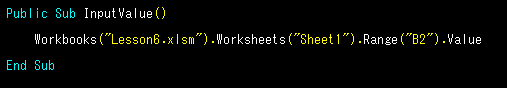 Public Sub InputValue()
Workbooks("Lesson6.xlsm").Worksheets("Sheet1").Range("B2").Value
End Sub